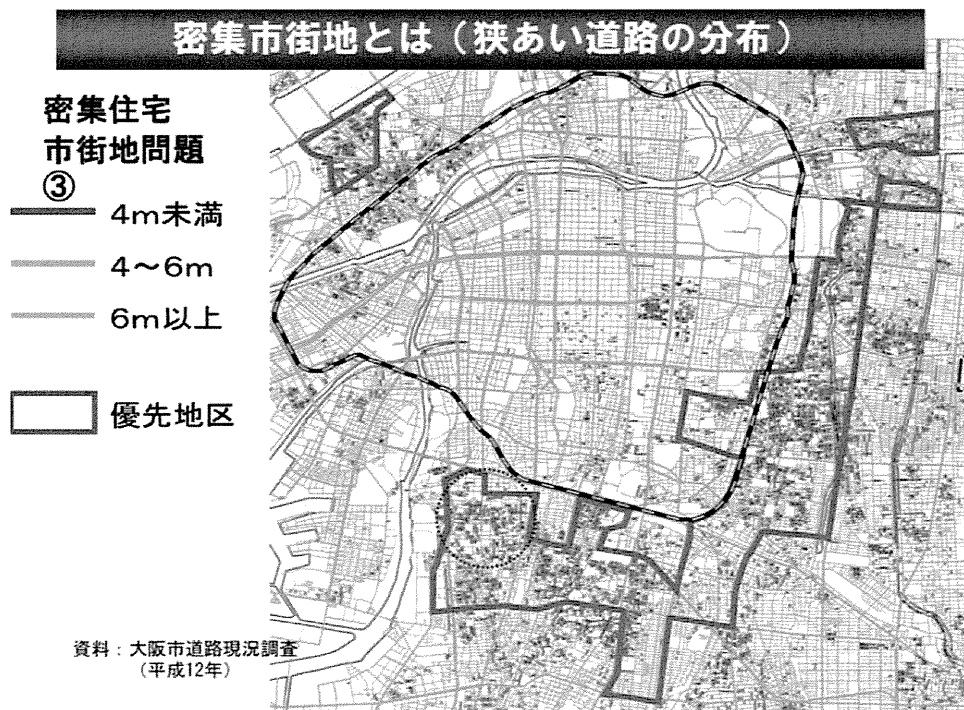 密集市街地とは（狭あい道路の分布）
密集住宅
市街地問題
③
4m未満
4～6m
6m以上
優先地区
資料：大阪市道路現況調査
（平成12年）